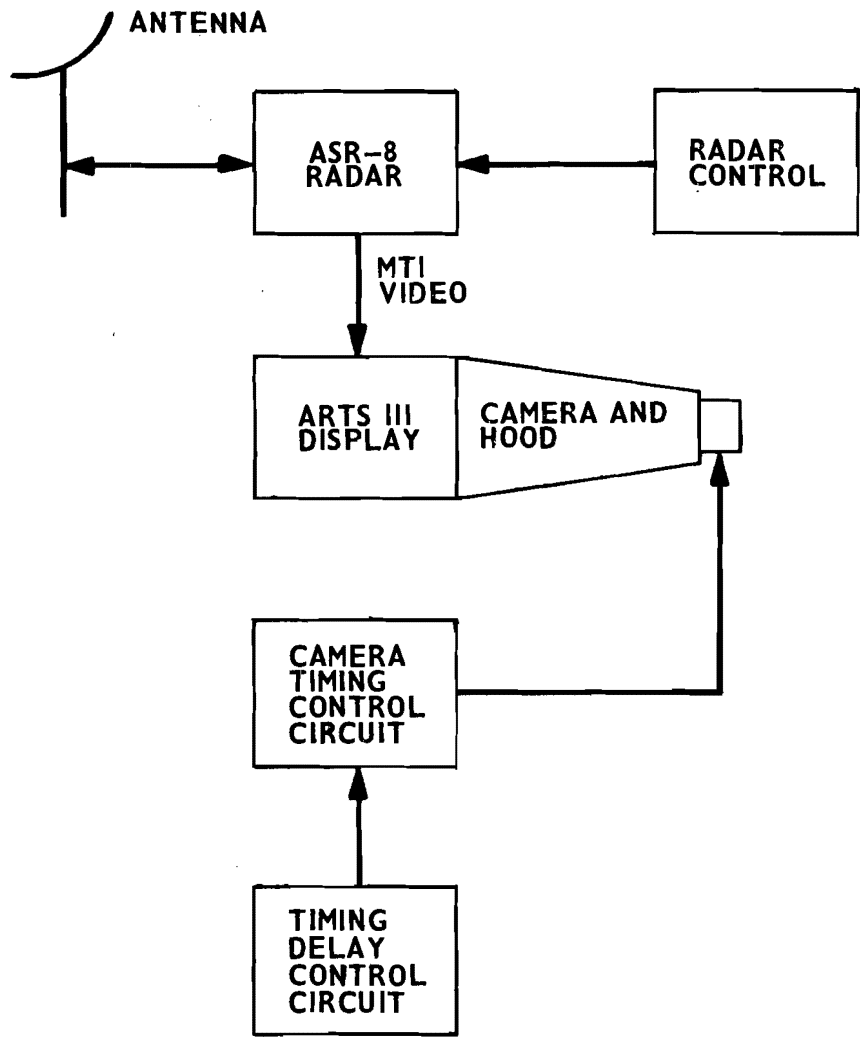 ANTENNA
ASR-8
RADAR
RADAR
CONTROL
MTI
VIDEO
ARTS III
DISPLAY
CAMERA AND
HOOD
CAMERA
TIMING
CONTROL
CIRCUIT
TIMING
DELAY
CONTROL
CIRCUIT